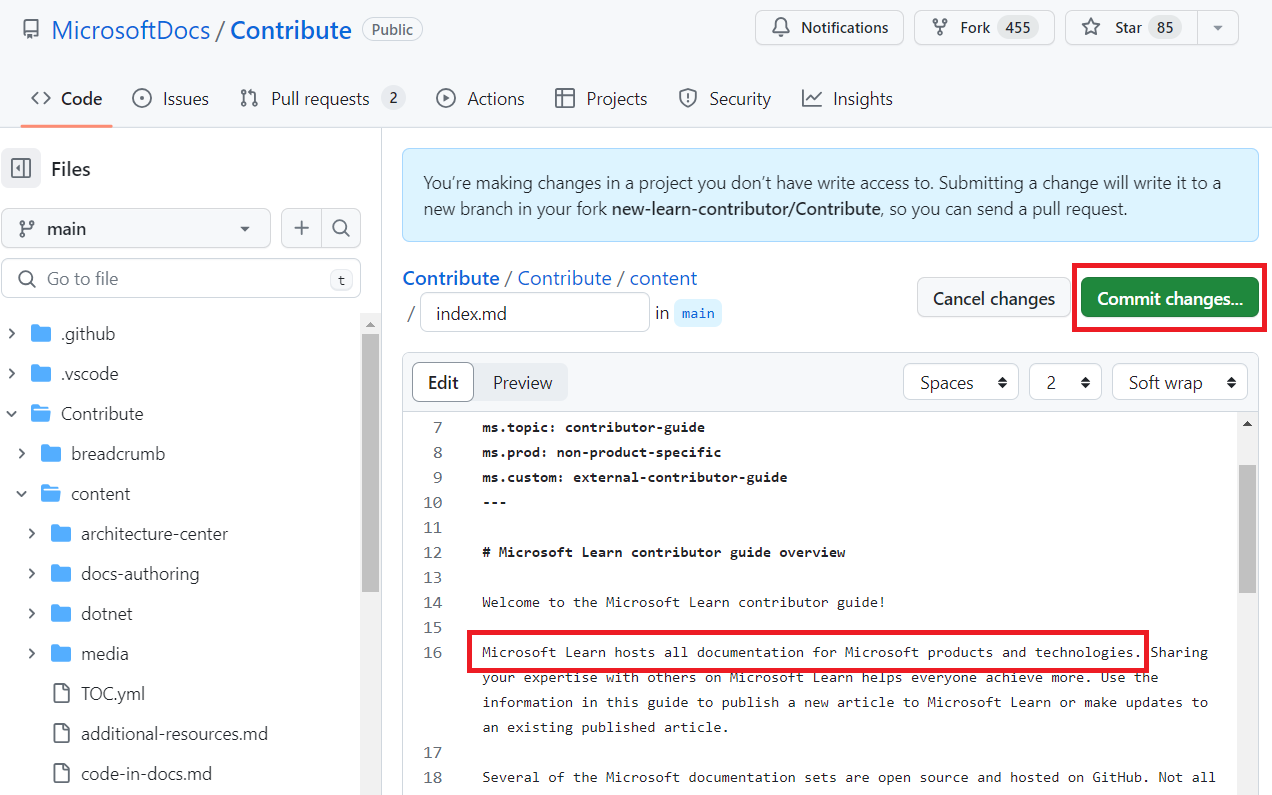 MicrosoftDocs / Contribute Public
Notifications
Fork 455
Star 85
Code
Issues
Pull requests 2
Actions
Projects
Security
Insights
Files
main
Go to file t
.github
.vscode
Contribute
breadcrumb
content
architecture-center
docs-authoring
dotnet
media
TOC.yml
additional-resources.md
code-in-docs.md
You’re making changes in a project you don’t have write access to. Submitting a change will write it to a
new branch in your fork new-learn-contributor/Contribute, so you can send a pull request.
Contribute / Contribute / content
/ index.md in main
Cancel changes
Commit changes...
Edit Preview
Spaces 2 Soft wrap
7 ms.topic: contributor-guide
8 ms.prod: non-product-specific
9 ms.custom: external-contributor-guide
10 ---
11
12 # Microsoft Learn contributor guide overview
13
14 Welcome to the Microsoft Learn contributor guide!
15
16 Microsoft Learn hosts all documentation for Microsoft products and technologies. Sharing
your expertise with others on Microsoft Learn helps everyone achieve more. Use the
information in this guide to publish a new article to Microsoft Learn or make updates to
an existing published article.
17
18 Several of the Microsoft documentation sets are open source and hosted on GitHub. Not all